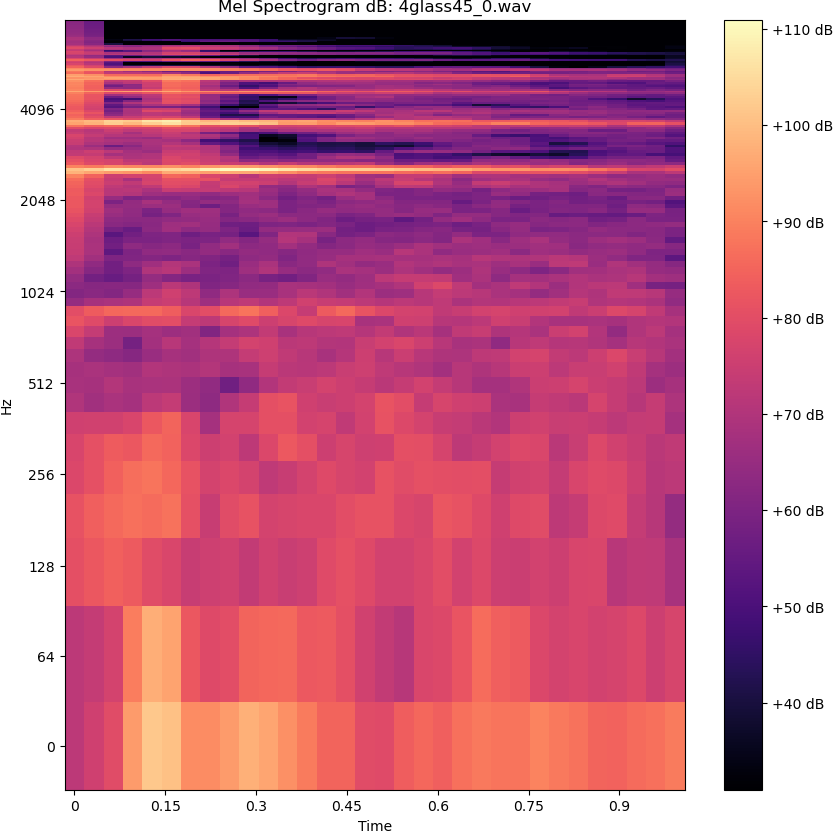 Mel Spectrogram dB: 4glass45_0.wav
+110 dB
4096
+100 dB
2048
+90 dB
1024
+80 dB
512
Hz
+70 dB
256
+60 dB
128
+50 dB
64
+40 dB
0
0 0.15 0.3 0.45 0.6 0.75 0.9
Time